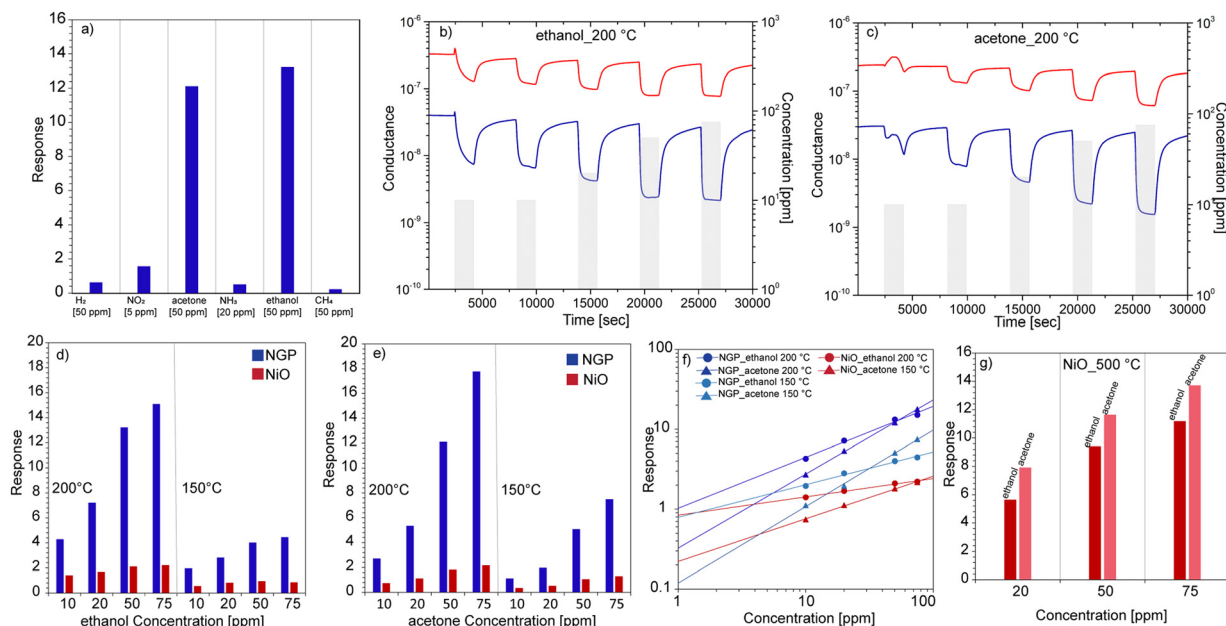 a)
Response
16
14
12
10
8
6
4
2
0
H₂ NO₂ acetone NH₃ ethanol CH₄
[50 ppm] [5 ppm] [50 ppm] [20 ppm] [50 ppm] [50 ppm]
b) ethanol_200 °C
Conductance
10⁻⁶
10⁻⁷
10⁻⁸
10⁻⁹
10⁻¹⁰
5000 10000 15000 20000 25000 30000
Time [sec]
10³
10²
10¹
10⁰
Concentration [ppm]
c) acetone_200 °C
Conductance
10⁻⁶
10⁻⁷
10⁻⁸
10⁻⁹
10⁻¹⁰
5000 10000 15000 20000 25000 30000
Time [sec]
10³
10²
10¹
10⁰
Concentration [ppm]
d)
NGP
NiO
Response
20
18
16
14
12
10
8
6
4
2
0
200°C 150°C
10 20 50 75 10 20 50 75
ethanol Concentration [ppm]
e)
NGP
NiO
Response
20
18
16
14
12
10
8
6
4
2
0
200°C 150°C
10 20 50 75 10 20 50 75
acetone Concentration [ppm]
f)
NGP_ethanol 200 °C NiO_ethanol 200 °C
NGP_acetone 200 °C NiO_acetone 150 °C
NGP_ethanol 150 °C
NGP_acetone 150 °C
Response
100
10
1
0.1
1 10 100
Concentration [ppm]
g) NiO_500 °C
Response
16
14
12
10
8
6
4
2
0
ethanol acetone
ethanol acetone
ethanol acetone
20 50 75
Concentration [ppm]